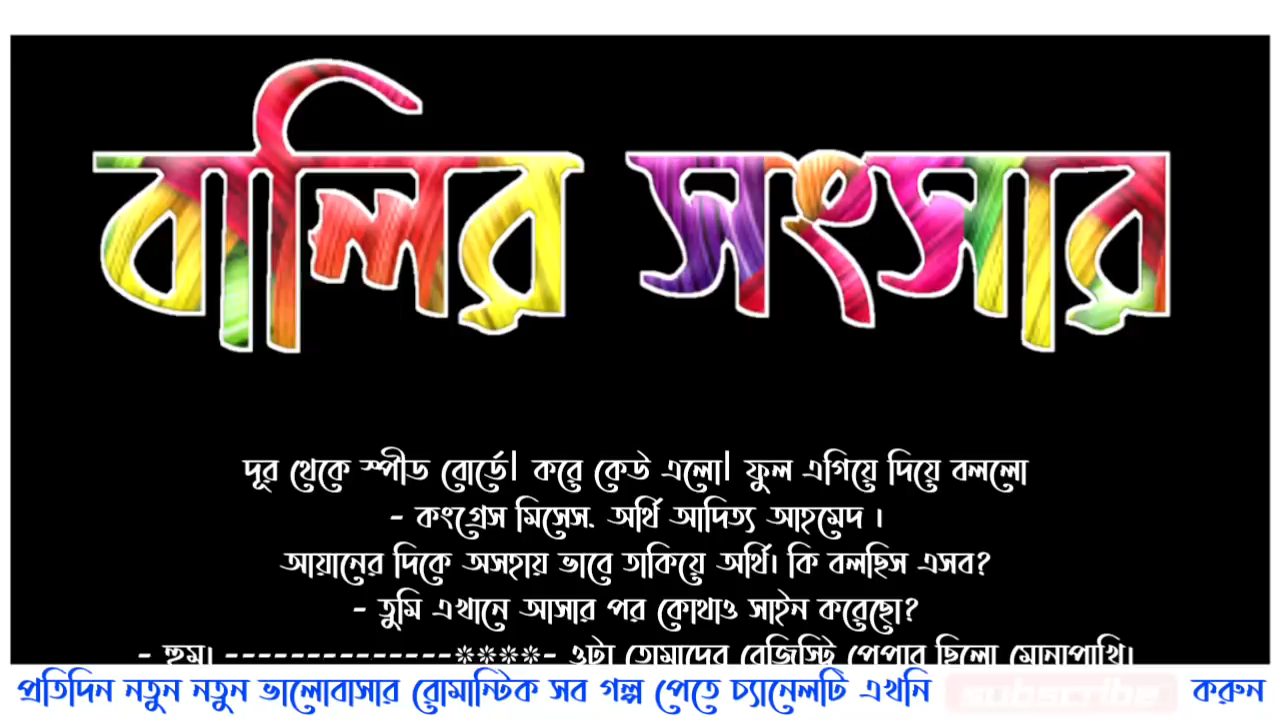 বালির সংসার
দূর থেকে স্পীড বোর্ডে| করে কেউ এলো| ফুল এগিয়ে দিয়ে বললো
- কংগ্রেস মিসেস. অর্থি আদিত্য আহমেদ ।
আয়ানের দিকে অসহায় ভাবে তাকিয়ে অর্থি। কি বলছিস এসব?
- তুমি এখানে আসার পর কোথাও সাইন করেছো?
- হুম। --------------****- ওটা তোমাদের রেজিস্ট্রি পেপার ছিলো মোনাপাখি।
প্রতিদিন নতুন নতুন ভালোবাসার রোমান্টিক সব গল্প পেতে চ্যানেলটি এখনি subscribe করুন